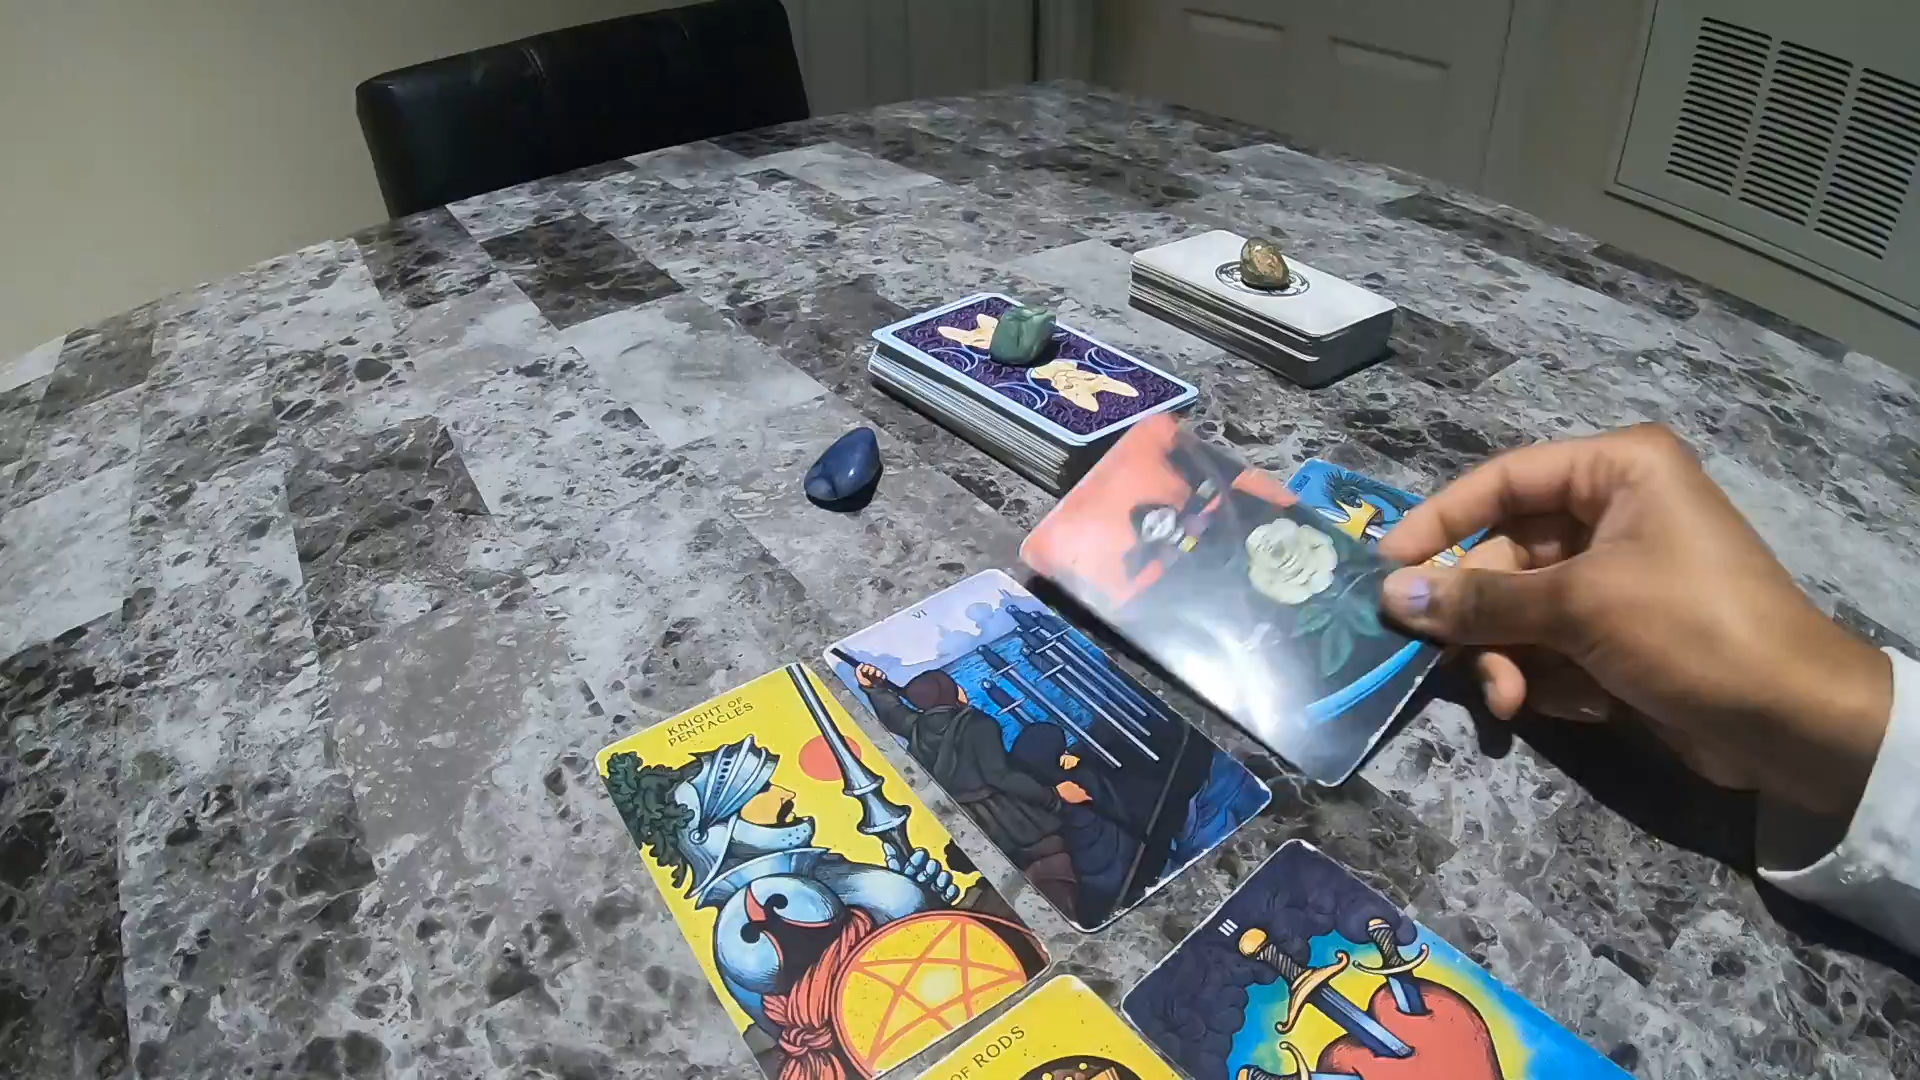 VI
KNIGHT OF
PENTACLES
III
OF RODS